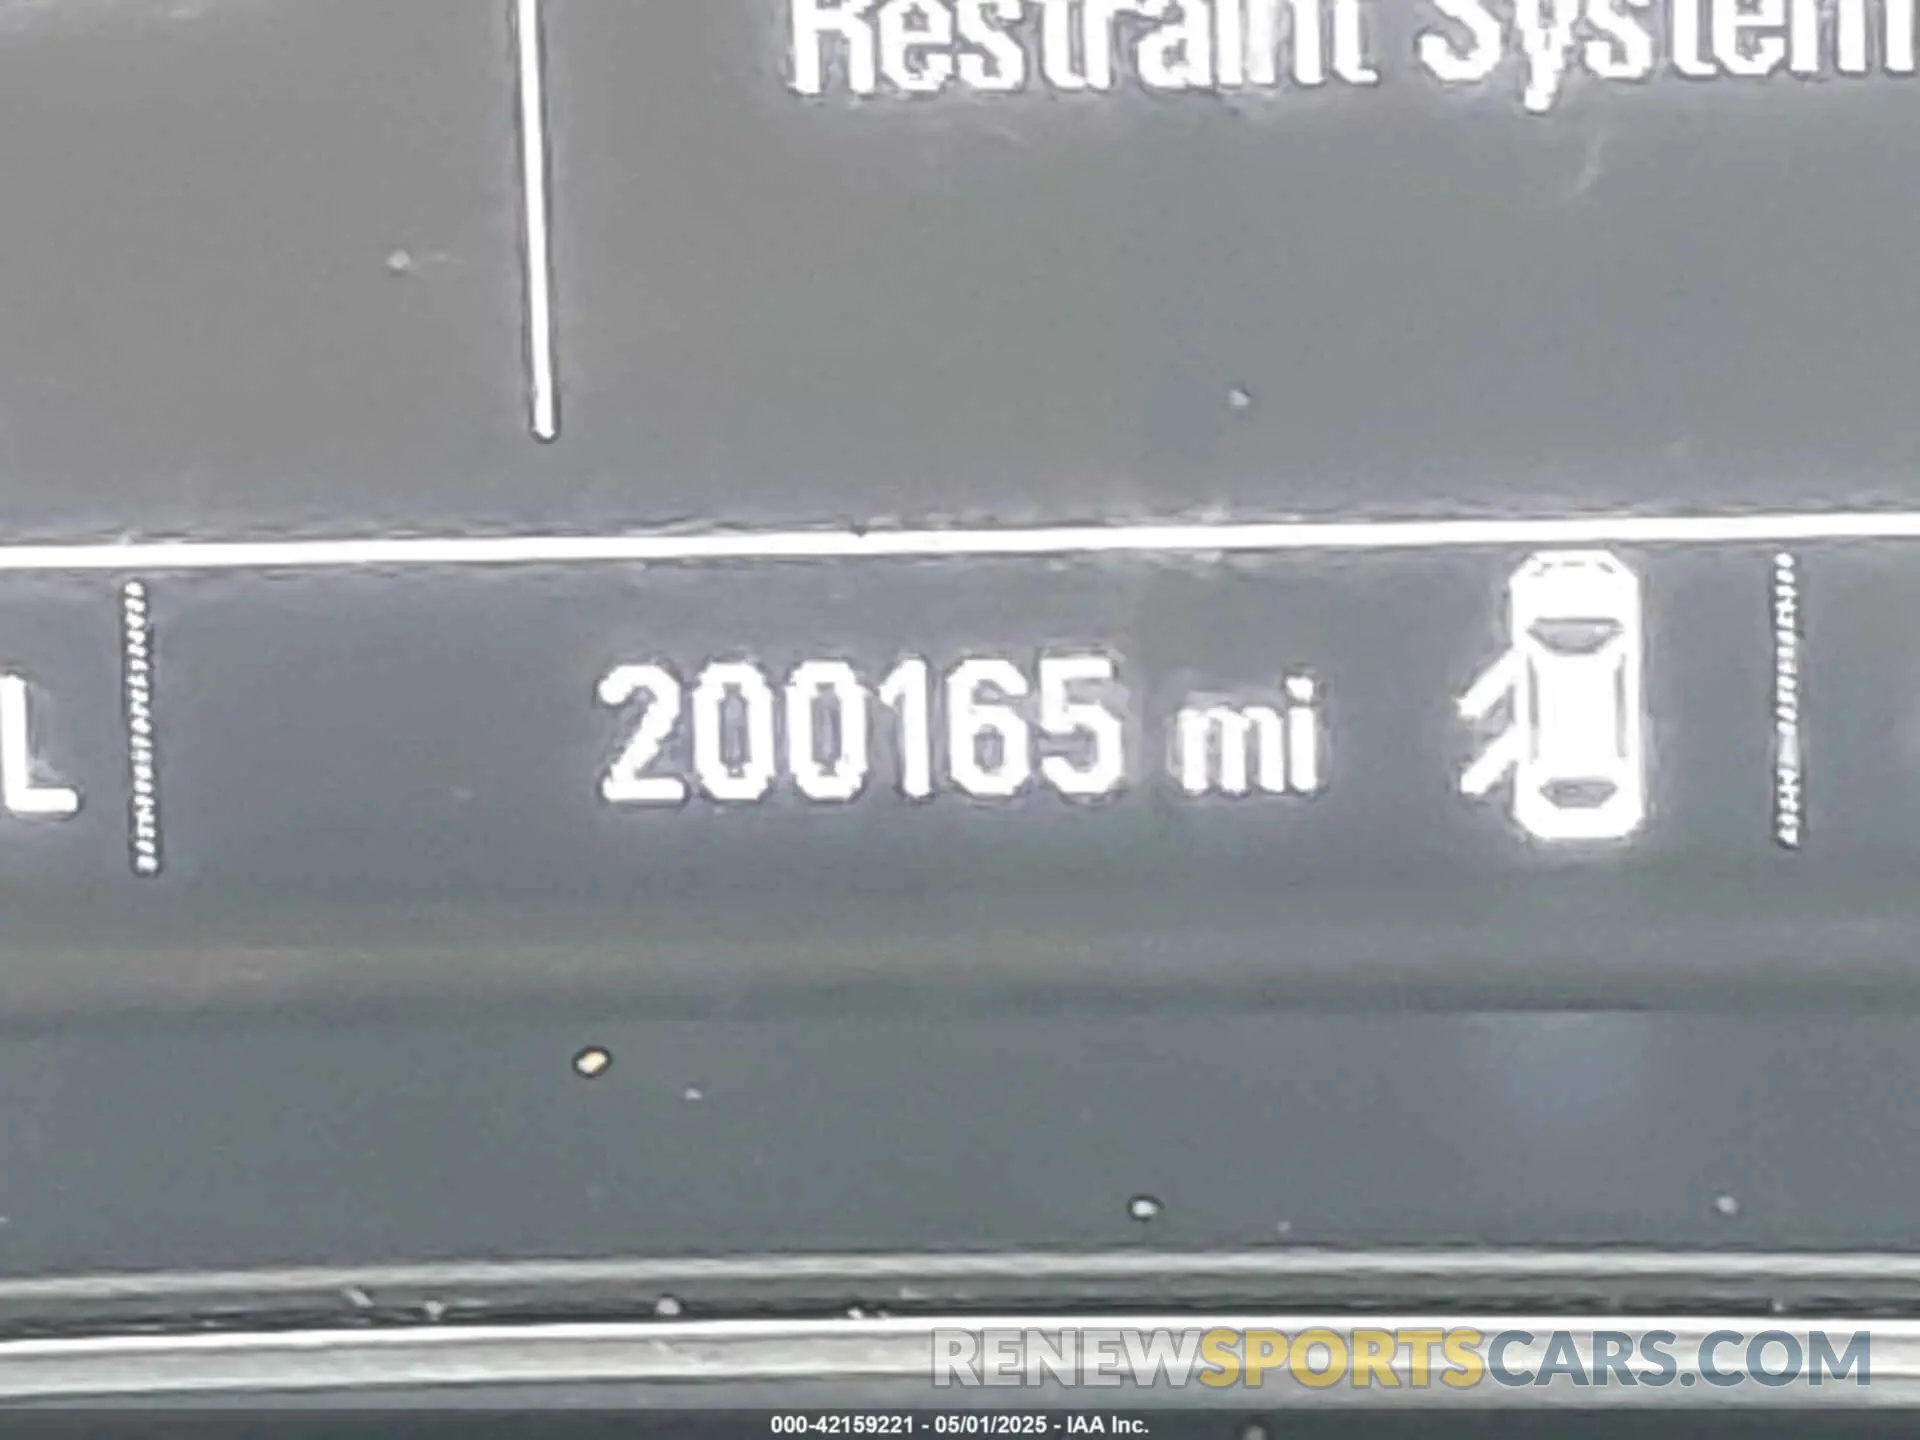 Restraint System
L
200165 mi
RENEWSPORTSCARS.COM
000-42159221 - 05/01/2025 - IAA Inc.